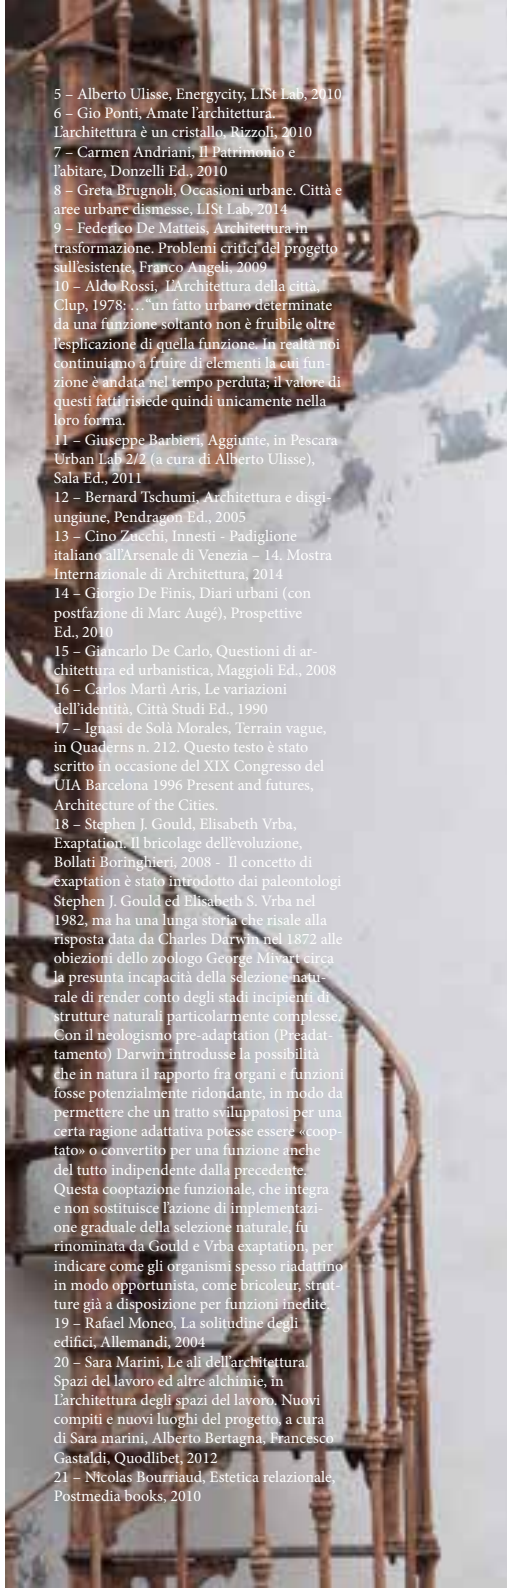 5 – Alberto Ulisse, Energycity, LISt Lab, 2010
6 – Gio Ponti, Amate l’architettura.
L’architettura è un cristallo, Rizzoli, 2010
7 – Carmen Andriani, Il Patrimonio e
l’abitare, Donzelli Ed., 2010
8 – Greta Brugnoli, Occasioni urbane. Città e
aree urbane dismesse, LISt Lab, 2014
9 – Federico De Matteis, Architettura in
trasformazione. Problemi critici del progetto
sull’esistente, Franco Angeli, 2009
10 – Aldo Rossi,  L’Architettura della città,
Clup, 1978: …“un fatto urbano determinate
da una funzione soltanto non è fruibile oltre
l’esplicazione di quella funzione. In realtà noi
continuiamo a fruire di elementi la cui fun-
zione è andata nel tempo perduta; il valore di
questi fatti risiede quindi unicamente nella
loro forma.
11 – Giuseppe Barbieri, Aggiunte, in Pescara
Urban Lab 2/2 (a cura di Alberto Ulisse),
Sala Ed., 2011
12 – Bernard Tschumi, Architettura e disgi-
ungiune, Pendragon Ed., 2005
13 – Cino Zucchi, Innesti - Padiglione
italiano all’Arsenale di Venezia – 14. Mostra
Internazionale di Architettura, 2014
14 – Giorgio De Finis, Diari urbani (con
postfazione di Marc Augé), Prospettive
Ed., 2010
15 – Giancarlo De Carlo, Questioni di ar-
chitettura ed urbanistica, Maggioli Ed., 2008
16 – Carlos Martì Aris, Le variazioni
dell’identità, Città Studi Ed., 1990
17 – Ignasi de Solà Morales, Terrain vague,
in Quaderns n. 212. Questo testo è stato
scritto in occasione del XIX Congresso del
UIA Barcelona 1996 Present and futures,
Architecture of the Cities.
18 – Stephen J. Gould, Elisabeth Vrba,
Exaptation. Il bricolage dell’evoluzione,
Bollati Boringhieri, 2008 -  Il concetto di
exaptation è stato introdotto dai paleontologi
Stephen J. Gould ed Elisabeth S. Vrba nel
1982, ma ha una lunga storia che risale alla
risposta data da Charles Darwin nel 1872 alle
obiezioni dello zoologo George Mivart circa
la presunta incapacità della selezione natu-
rale di render conto degli stadi incipienti di
strutture naturali particolarmente complesse.
Con il neologismo pre-adaptation (Preadat-
tamento) Darwin introdusse la possibilità
che in natura il rapporto fra organi e funzioni
fosse potenzialmente ridondante, in modo da
permettere che un tratto sviluppatosi per una
certa ragione adattativa potesse essere «coop-
tato» o convertito per una funzione anche
del tutto indipendente dalla precedente.
Questa cooptazione funzionale, che integra
e non sostituisce l’azione di implementazi-
one graduale della selezione naturale, fu
rinominata da Gould e Vrba exaptation, per
indicare come gli organismi spesso riadattino
in modo opportunista, come bricoleur, strut-
ture già a disposizione per funzioni inedite.
19 – Rafael Moneo, La solitudine degli
edifici, Allemandi, 2004
20 – Sara Marini, Le ali dell’architettura.
Spazi del lavoro ed altre alchimie, in
L’architettura degli spazi del lavoro. Nuovi
compiti e nuovi luoghi del progetto, a cura
di Sara marini, Alberto Bertagna, Francesco
Gastaldi, Quodlibet, 2012
21 – Nicolas Bourriaud, Estetica relazionale,
Postmedia books, 2010